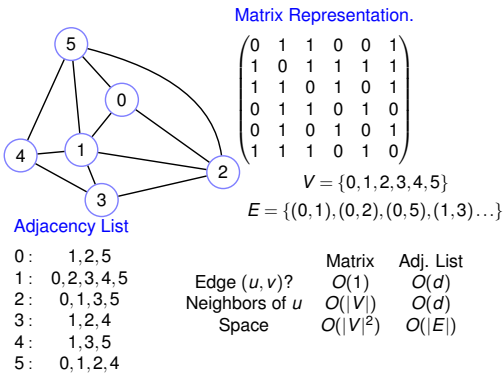 Matrix Representation.
5
0
4
1
2
3
0 1 1 0 0 1
1 0 1 1 1 1
1 1 0 1 0 1
0 1 1 0 1 0
0 1 0 1 0 1
1 1 1 0 1 0
V = {0,1,2,3,4,5}
E = {(0,1),(0,2),(0,5),(1,3)...}
Adjacency List
0 : 1,2,5
1 : 0,2,3,4,5
2 : 0,1,3,5
3 : 1,2,4
4 : 1,3,5
5 : 0,1,2,4
Matrix Adj. List
Edge (u,v)? O(1) O(d)
Neighbors of u O(|V|) O(d)
Space O(|V|²) O(|E|)